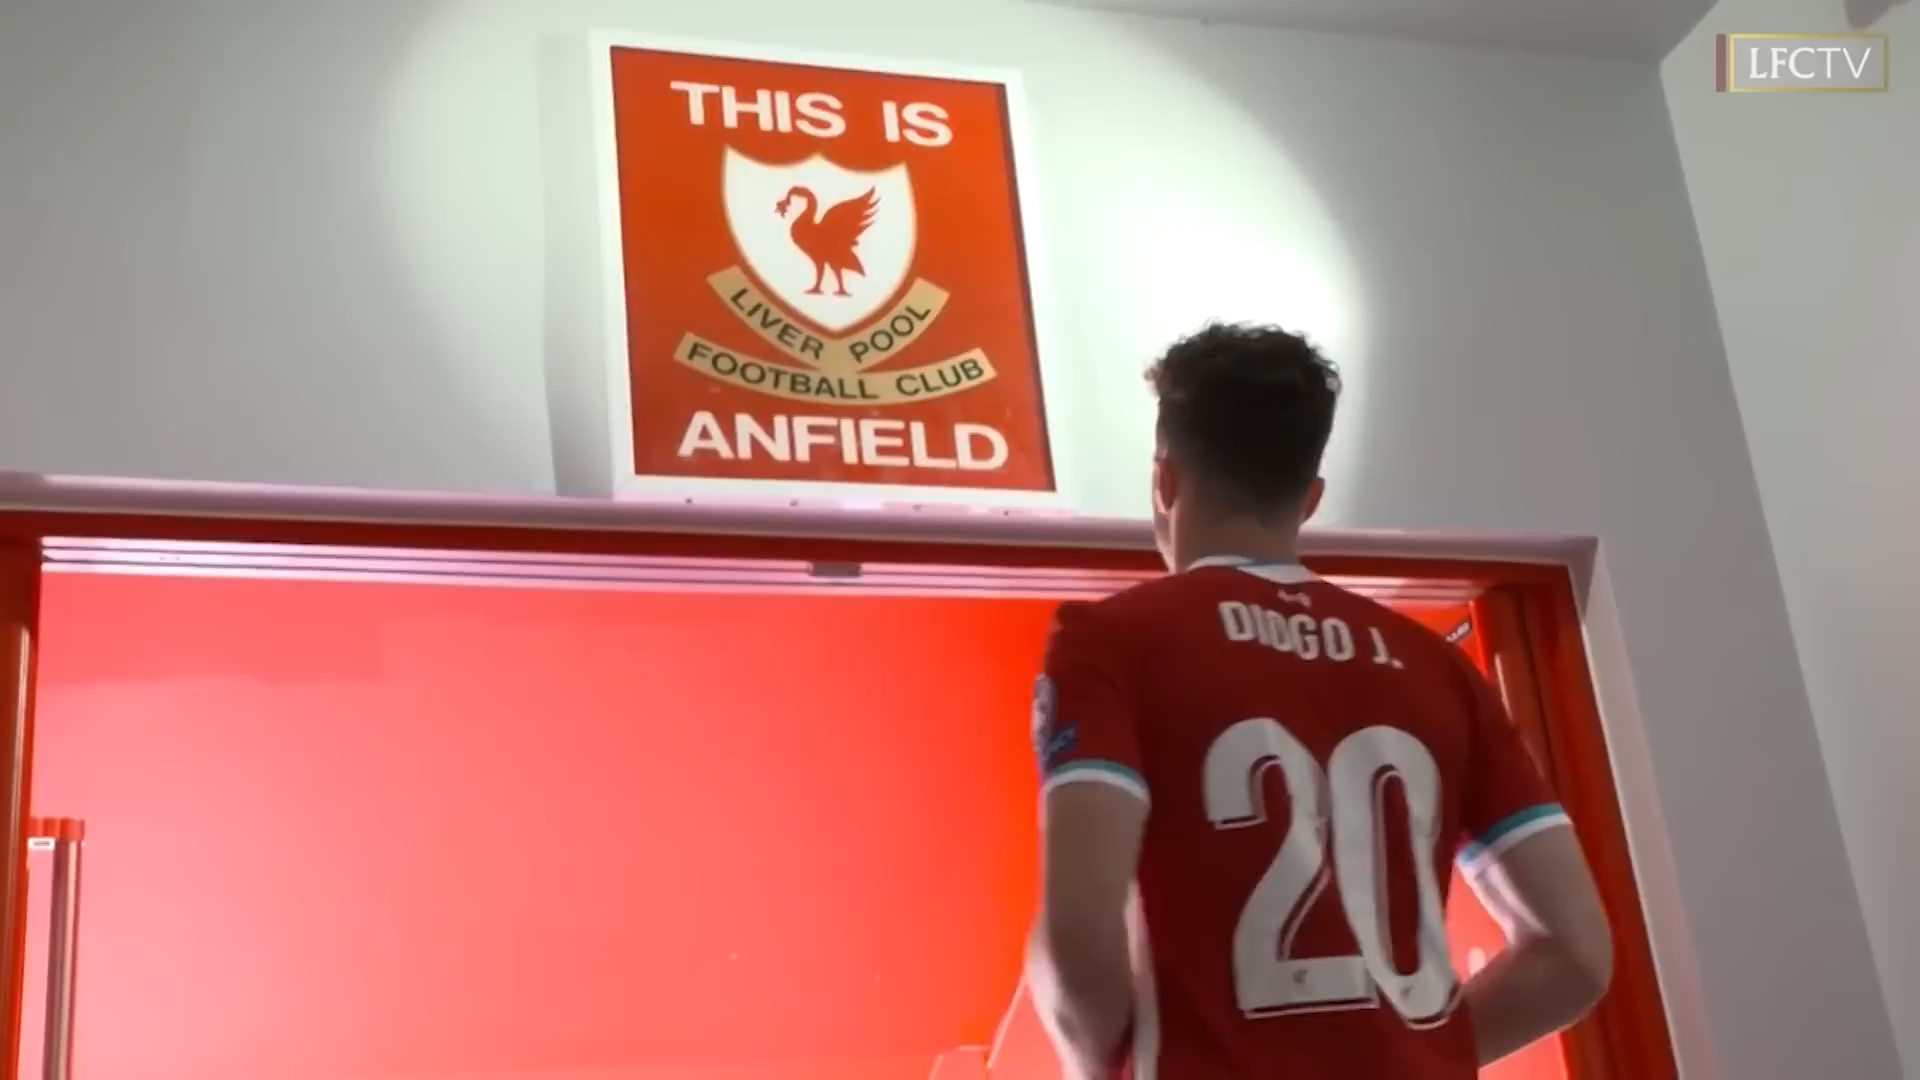 LFCTV
THIS IS
LIVER POOL
FOOTBALL CLUB
ANFIELD
DIOGO J.
20